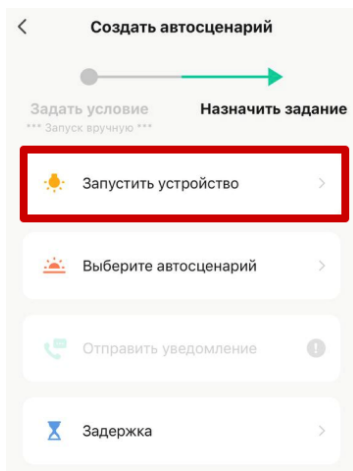 Создать автосценарий
Задать условие Назначить задание
*** Запуск вручную ***
Запустить устройство
Выберите автосценарий
Отправить уведомление
Задержка